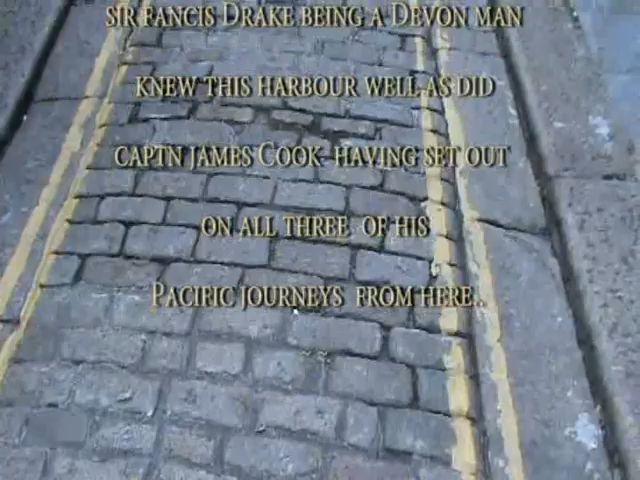 SIR FANCIS DRAKE BEING A DEVON MAN
KNEW THIS HARBOUR WELL AS DID
CAPTN JAMES COOK HAVING SET OUT
ON ALL THREE OF HIS
PACIFIC JOURNEYS FROM HERE..
~ ~